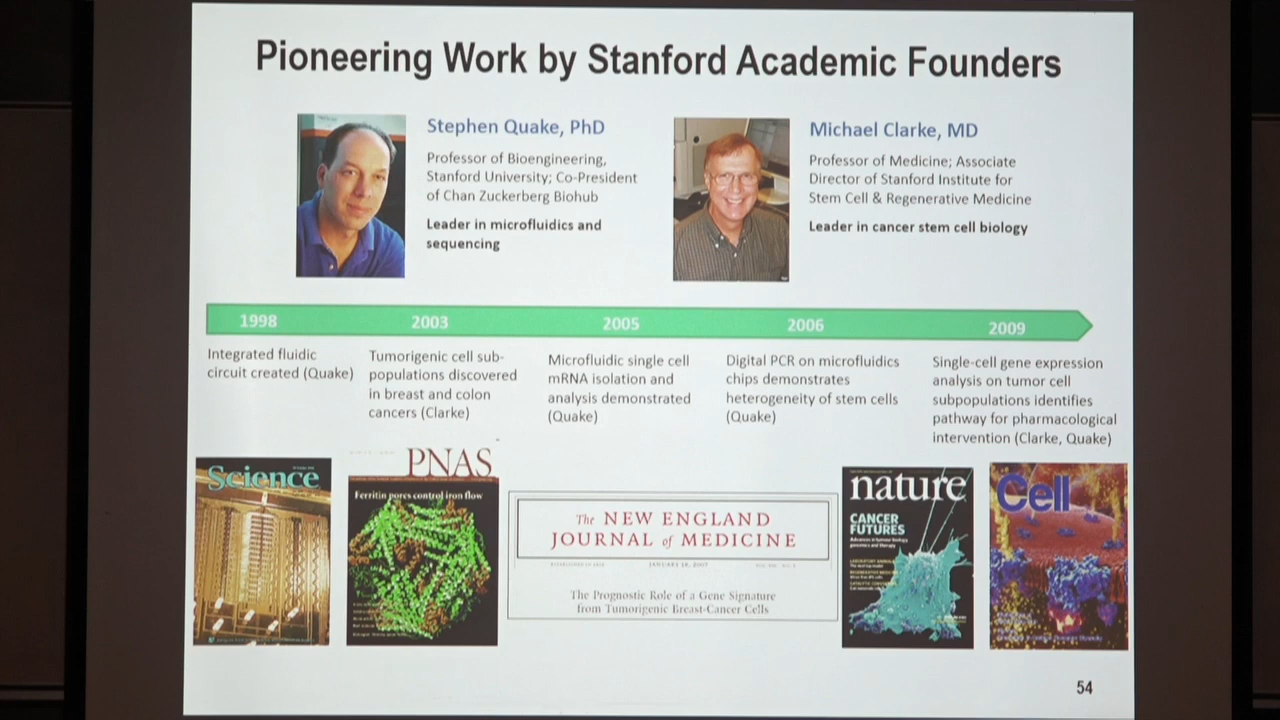 Pioneering Work by Stanford Academic Founders
Stephen Quake, PhD
Professor of Bioengineering,
Stanford University; Co-President
of Chan Zuckerberg Biohub
Leader in microfluidics and
sequencing
Michael Clarke, MD
Professor of Medicine; Associate
Director of Stanford Institute for
Stem Cell & Regenerative Medicine
Leader in cancer stem cell biology
1998
2003
2005
2006
2009
Integrated fluidic
circuit created (Quake)
Tumorigenic cell sub-
populations discovered
in breast and colon
cancers (Clarke)
Microfluidic single cell
mRNA isolation and
analysis demonstrated
(Quake)
Digital PCR on microfluidics
chips demonstrates
heterogeneity of stem cells
(Quake)
Single-cell gene expression
analysis on tumor cell
subpopulations identifies
pathway for pharmacological
intervention (Clarke, Quake)
Science
PNAS
Ferritin pores control iron flow
The NEW ENGLAND
JOURNAL of MEDICINE
JANUARY 18, 2007
The Prognostic Role of a Gene Signature
from Tumorigenic Breast-Cancer Cells
nature
CANCER
FUTURES
Cell
54